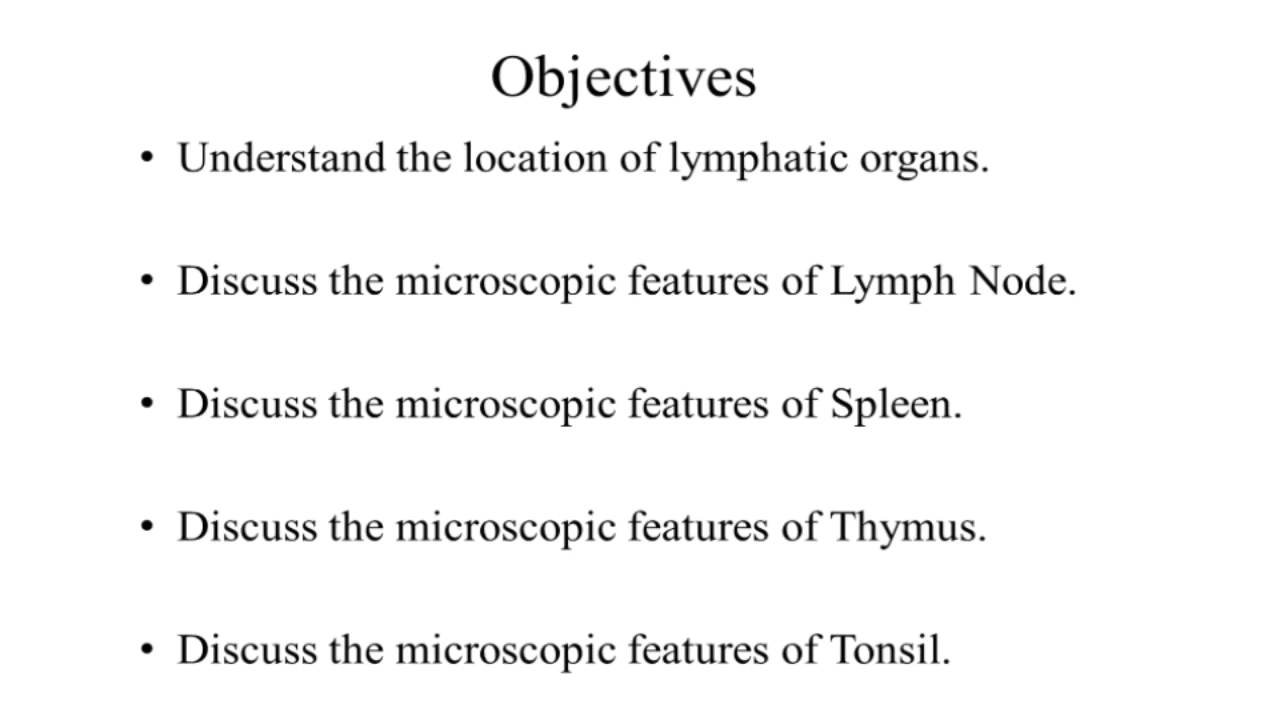 Objectives
• Understand the location of lymphatic organs.
• Discuss the microscopic features of Lymph Node.
• Discuss the microscopic features of Spleen.
• Discuss the microscopic features of Thymus.
• Discuss the microscopic features of Tonsil.